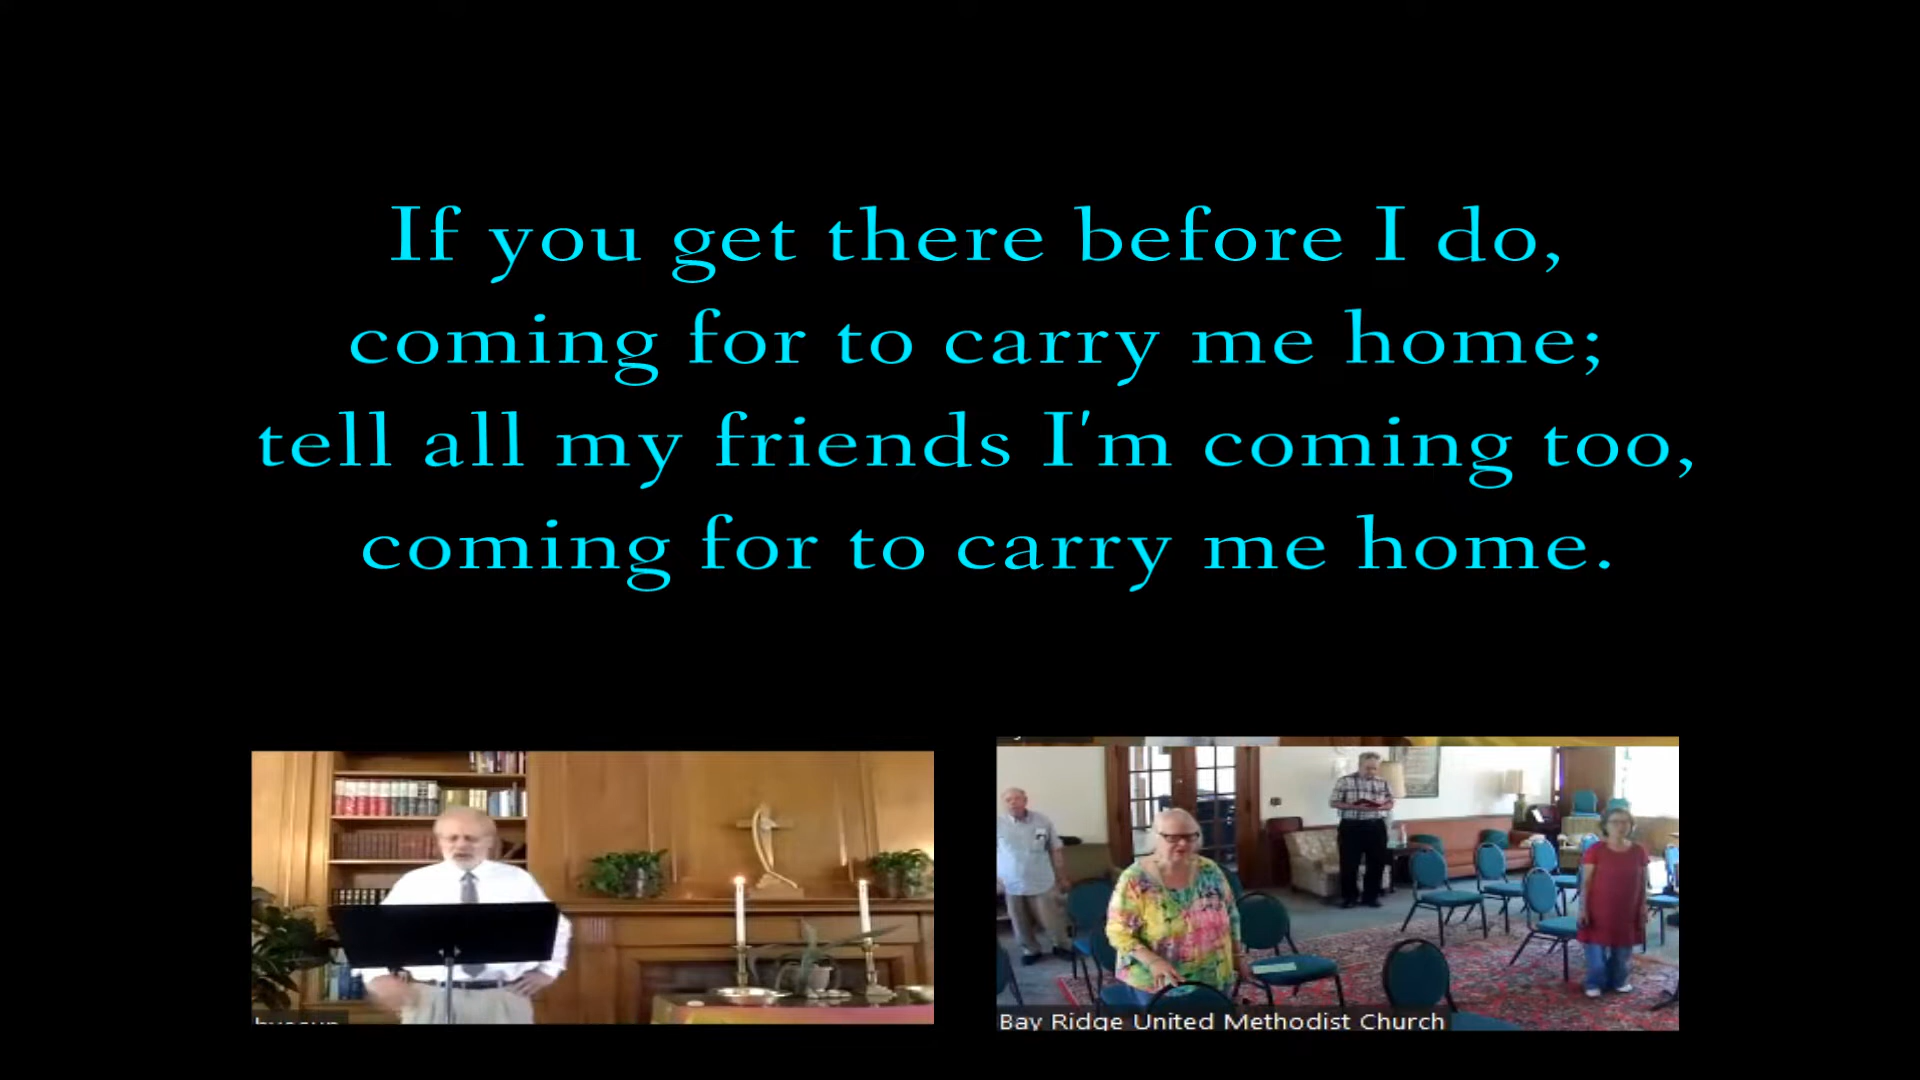 If you get there before I do,
coming for to carry me home;
tell all my friends I'm coming too,
coming for to carry me home.
Bay Ridge United Methodist Church